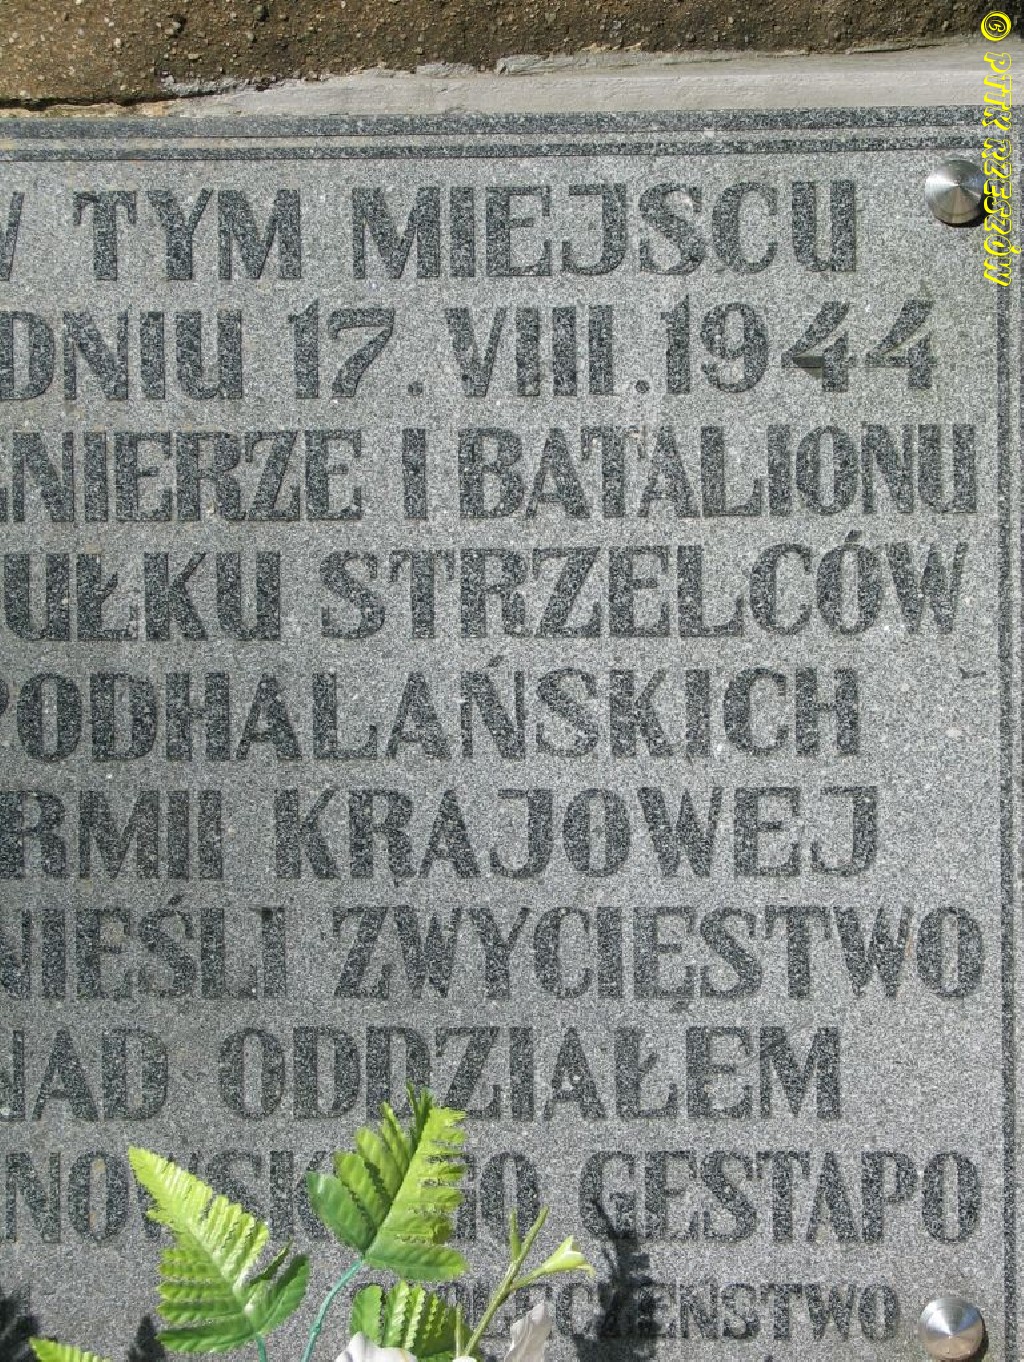 W TYM MIEJSCU
DNIU 17.VIII.1944
NIERZE I BATALIONU
UŁKU STRZELCÓW
PODHALAŃSKICH
RMII KRAJOWEJ
NIEŚLI ZWYCIĘSTWO
NAD ODDZIAŁEM
GESTAPO
© PTTK RZESZÓW